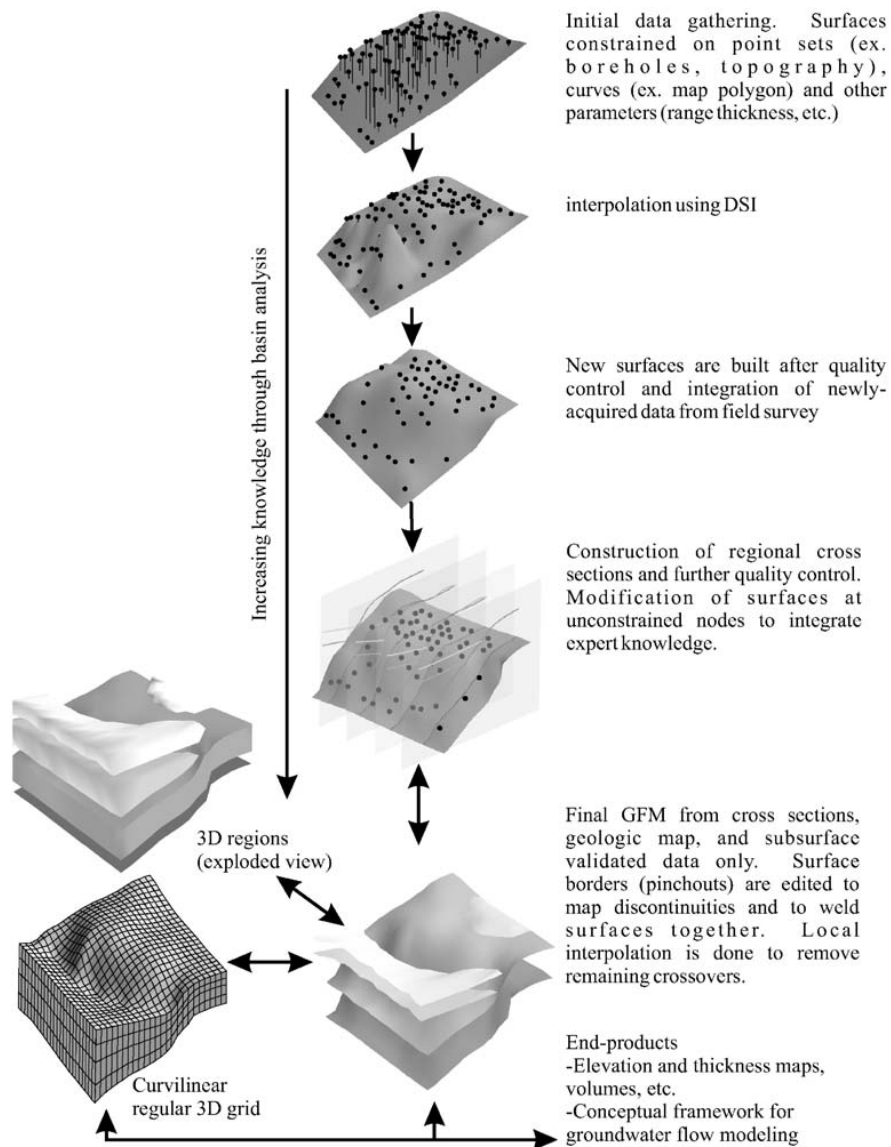 Initial data gathering. Surfaces
constrained on point sets (ex.
boreholes, topography),
curves (ex. map polygon) and other
parameters (range thickness, etc.)
interpolation using DSI
Increasing knowledge through basin analysis
New surfaces are built after quality
control and integration of newly-
acquired data from field survey
Construction of regional cross
sections and further quality control.
Modification of surfaces at
unconstrained nodes to integrate
expert knowledge.
3D regions
(exploded view)
Final GFM from cross sections,
geologic map, and subsurface
validated data only. Surface
borders (pinchouts) are edited to
map discontinuities and to weld
surfaces together. Local
interpolation is done to remove
remaining crossovers.
Curvilinear
regular 3D grid
End-products
-Elevation and thickness maps,
volumes, etc.
-Conceptual framework for
groundwater flow modeling